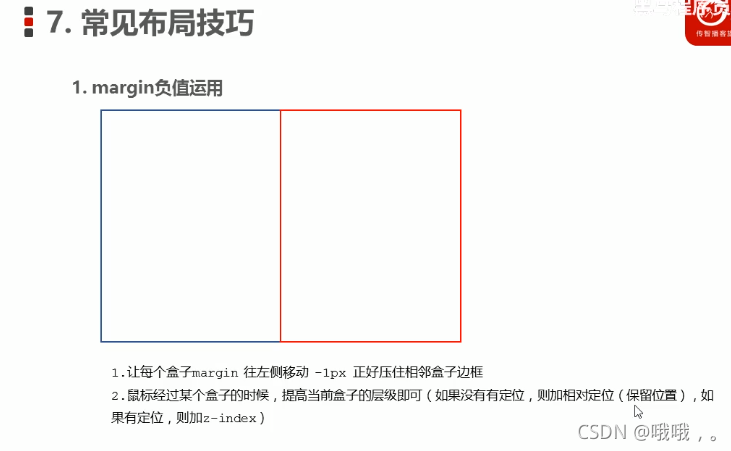 7. 常见布局技巧
传智播客
1. margin负值运用
1.让每个盒子margin 往左侧移动 -1px 正好压住相邻盒子边框
2.鼠标经过某个盒子的时候，提高当前盒子的层级即可（如果没有有定位，则加相对定位（保留位置），如
果有定位，则加z-index）
CSDN @哦哦，。